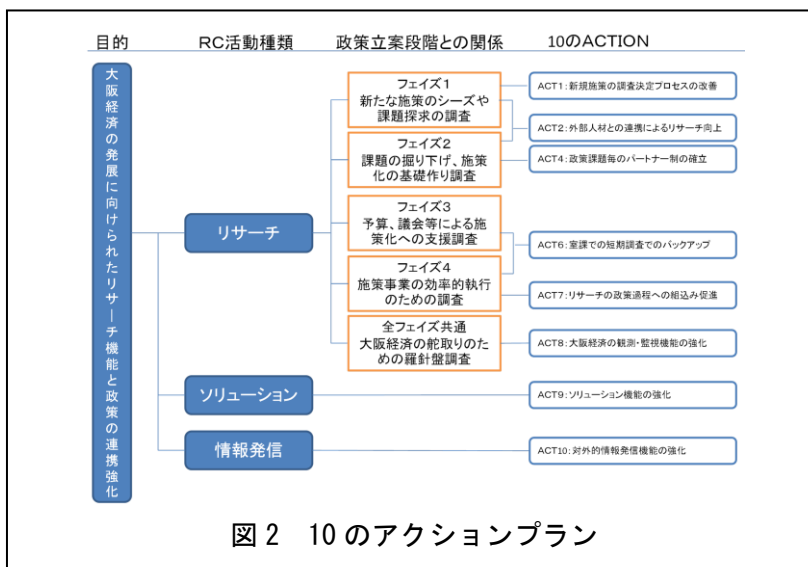 目的
RC活動種類
政策立案段階との関係
10のACTION
大阪経済の発展に向けられたリサーチ機能と政策の連携強化
リサーチ
ソリューション
情報発信
フェイズ1
新たな施策のシーズや
課題探求の調査
フェイズ2
課題の掘り下げ、施策
化の基礎作り調査
フェイズ3
予算、議会等による施
策化への支援調査
フェイズ4
施策事業の効率的執行
のための調査
全フェイズ共通
大阪経済の舵取りのた
めの羅針盤調査
ACT1:新規施策の調査決定プロセスの改善
ACT2:外部人材との連携によるリサーチ向上
ACT4:政策課題毎のパートナー制の確立
ACT6:室課での短期調査でのバックアップ
ACT7:リサーチの政策過程への組込み促進
ACT8:大阪経済の観測・監視機能の強化
ACT9:ソリューション機能の強化
ACT10:対外的情報発信機能の強化
図2 10のアクションプラン